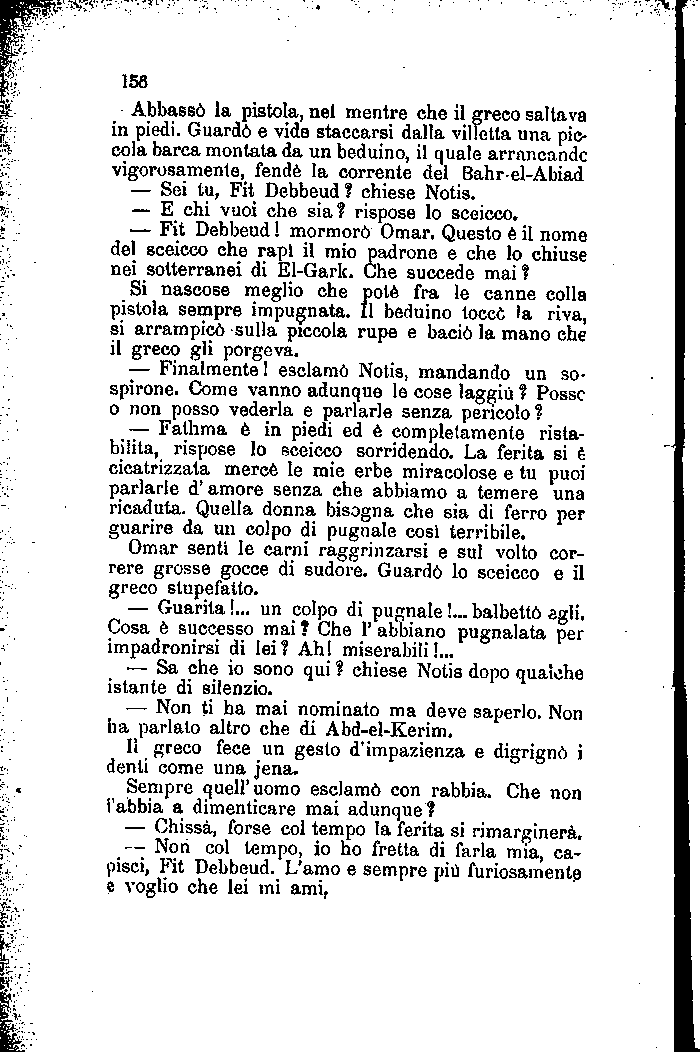 156
Abbassò la pistola, nel mentre che il greco saltava
in piedi. Guardò e vide staccarsi dalla villetta una pic-
cola barca montata da un beduino, il quale arrancando
vigorosamente, fendè la corrente del Bahr-el-Abiad
— Sei tu, Fit Debbeud? chiese Notis.
— E chi vuoi che sia? rispose lo sceicco.
— Fit Debbeud! mormorò Omar. Questo è il nome
del sceicco che rapì il mio padrone e che lo chiuse
nei sotterranei di El-Gark. Che succede mai?
Si nascose meglio che potè fra le canne colla
pistola sempre impugnata. Il beduino toccò la riva,
si arrampicò sulla piccola rupe e baciò la mano che
il greco gli porgeva.
— Finalmente! esclamò Notis, mandando un so-
spirone. Come vanno adunque le cose laggiù? Posso
o non posso vederla e parlarle senza pericolo?
— Fathma è in piedi ed è completamente rista-
bilita, rispose lo sceicco sorridendo. La ferita si è
cicatrizzata mercè le mie erbe miracolose e tu puoi
parlarle d'amore senza che abbiamo a temere una
ricaduta. Quella donna bisogna che sia di ferro per
guarire da un colpo di pugnale così terribile.
Omar sentì le carni raggrinzarsi e sul volto cor-
rere grosse gocce di sudore. Guardò lo sceicco e il
greco stupefatto.
— Guarita!... un colpo di pugnale!... balbettò egli.
Cosa è successo mai? Che l'abbiano pugnalata per
impadronirsi di lei? Ah! miserabili!...
— Sa che io sono qui? chiese Notis dopo qualche
istante di silenzio.
— Non ti ha mai nominato ma deve saperlo. Non
ha parlato altro che di Abd-el-Kerim.
Il greco fece un gesto d'impazienza e digrignò i
denti come una jena.
Sempre quell'uomo esclamò con rabbia. Che non
l'abbia a dimenticare mai adunque?
— Chissà, forse col tempo la ferita si rimarginerà.
— Non col tempo, io ho fretta di farla mia, ca-
pisci, Fit Debbeud. L'amo e sempre più furiosamente
e voglio che lei mi ami,